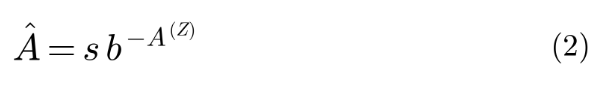 Â = s b^{-A^{(Z)}} (2)